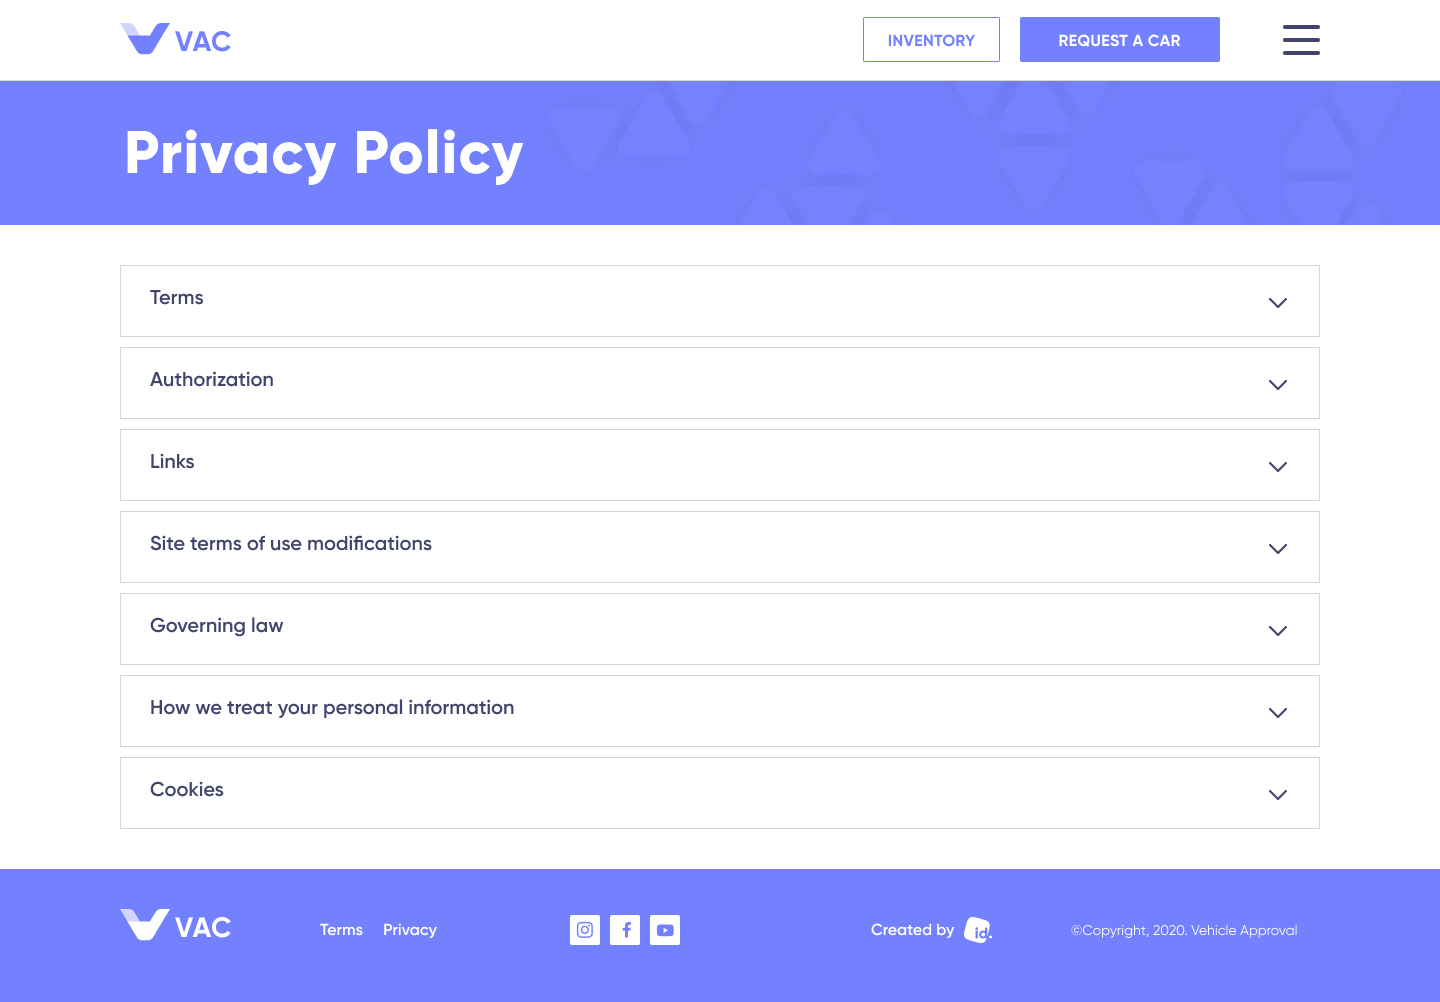 VAC
INVENTORY
REQUEST A CAR
Privacy Policy
Terms
Authorization
Links
Site terms of use modifications
Governing law
How we treat your personal information
Cookies
VAC
Terms
Privacy
Created by id.
©Copyright, 2020. Vehicle Approval